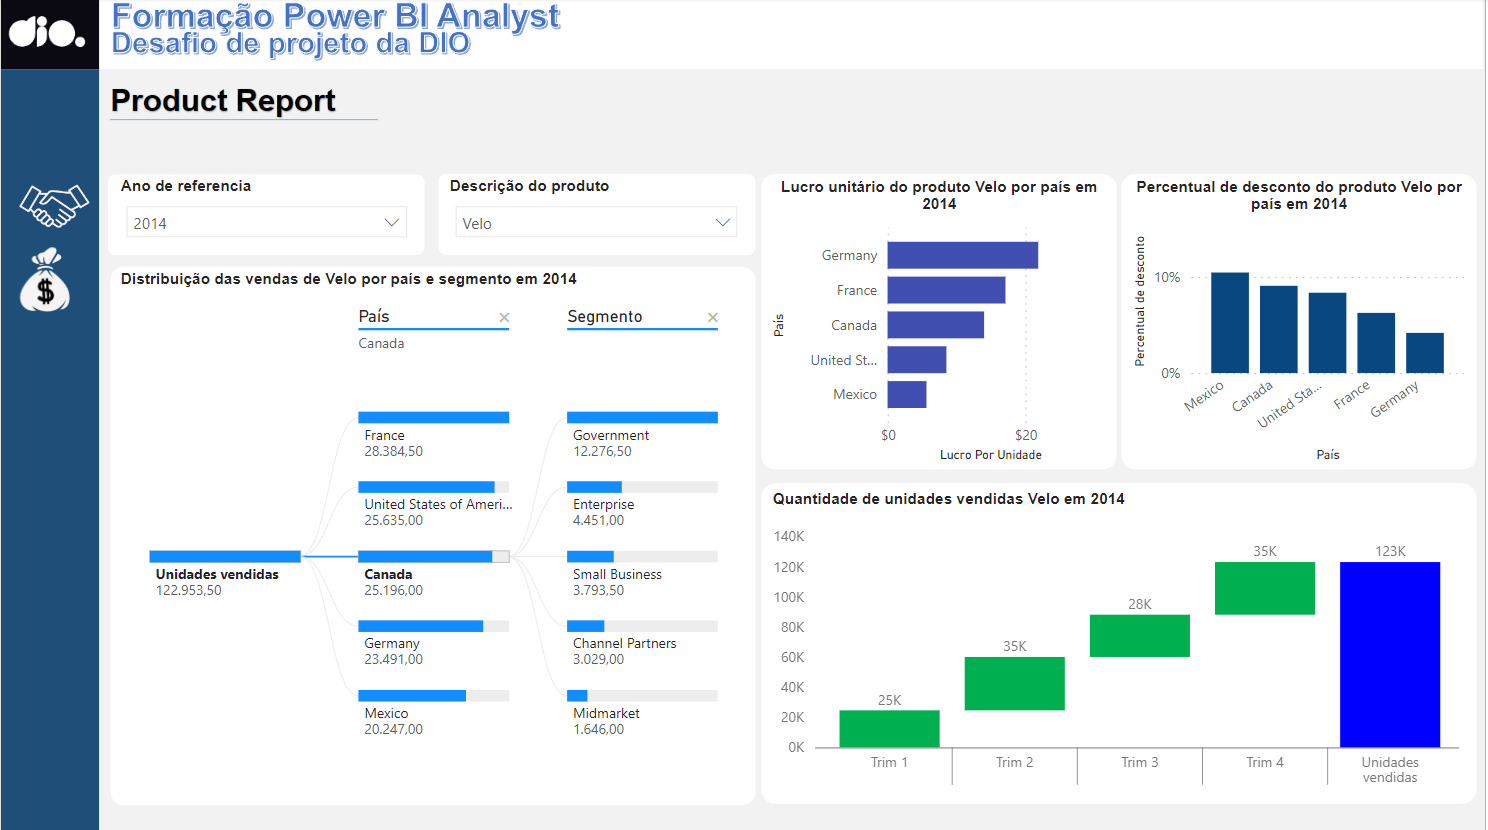 dio.
Formação Power BI Analyst
Desafio de projeto da DIO
Product Report
Ano de referencia
2014
Descrição do produto
Velo
Distribuição das vendas de Velo por país e segmento em 2014
País
Canada
Segmento
Unidades vendidas
122.953,50
France
28.384,50
United States of Ameri...
25.635,00
Canada
25.196,00
Germany
23.491,00
Mexico
20.247,00
Government
12.276,50
Enterprise
4.451,00
Small Business
3.793,50
Channel Partners
3.029,00
Midmarket
1.646,00
Lucro unitário do produto Velo por país em
2014
País
Germany
France
Canada
United St...
Mexico
$0
$20
Lucro Por Unidade
Percentual de desconto do produto Velo por
país em 2014
Percentual de desconto
10%
0%
Mexico
Canada
United Sta...
France
Germany
País
Quantidade de unidades vendidas Velo em 2014
140K
120K
100K
80K
60K
40K
20K
0K
25K
35K
28K
35K
123K
Trim 1
Trim 2
Trim 3
Trim 4
Unidades
vendidas
$